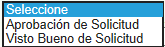 Seleccione
Aprobación de Solicitud
Visto Bueno de Solicitud